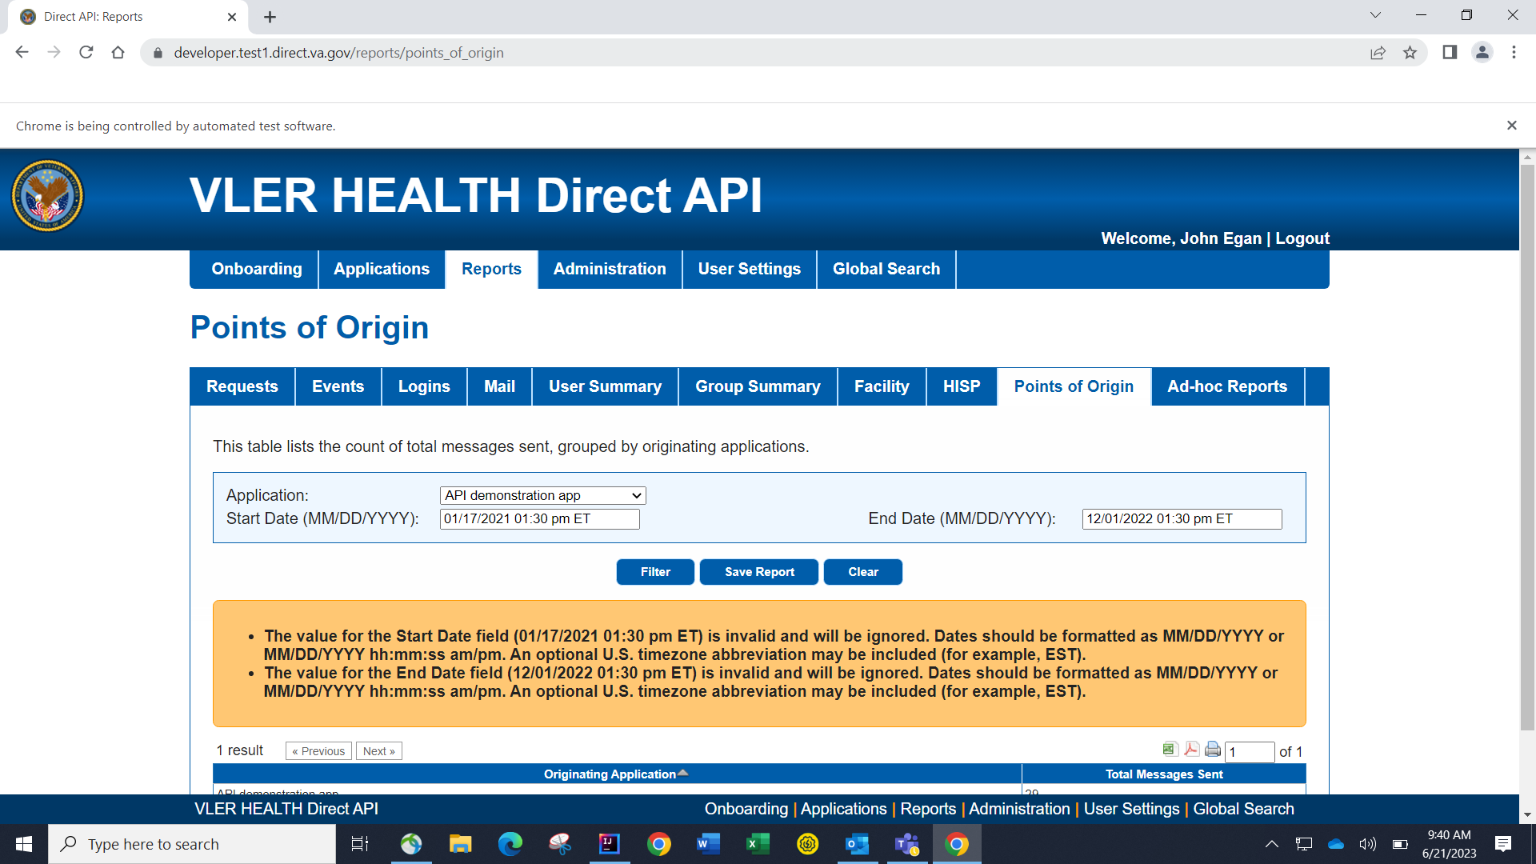 Direct API: Reports
developer.test1.direct.va.gov/reports/points_of_origin
Chrome is being controlled by automated test software.
VLER HEALTH Direct API
Welcome, John Egan | Logout
Onboarding Applications Reports Administration User Settings Global Search
Points of Origin
Requests Events Logins Mail User Summary Group Summary Facility HISP Points of Origin Ad-hoc Reports
This table lists the count of total messages sent, grouped by originating applications.
Application: API demonstration app
Start Date (MM/DD/YYYY): 01/17/2021 01:30 pm ET End Date (MM/DD/YYYY): 12/01/2022 01:30 pm ET
Filter Save Report Clear
• The value for the Start Date field (01/17/2021 01:30 pm ET) is invalid and will be ignored. Dates should be formatted as MM/DD/YYYY or
MM/DD/YYYY hh:mm:ss am/pm. An optional U.S. timezone abbreviation may be included (for example, EST).
• The value for the End Date field (12/01/2022 01:30 pm ET) is invalid and will be ignored. Dates should be formatted as MM/DD/YYYY or
MM/DD/YYYY hh:mm:ss am/pm. An optional U.S. timezone abbreviation may be included (for example, EST).
1 result « Previous Next » 1 of 1
Originating Application Total Messages Sent
API demonstration app
VLER HEALTH Direct API Onboarding | Applications | Reports | Administration | User Settings | Global Search
Type here to search
9:40 AM
6/21/2023